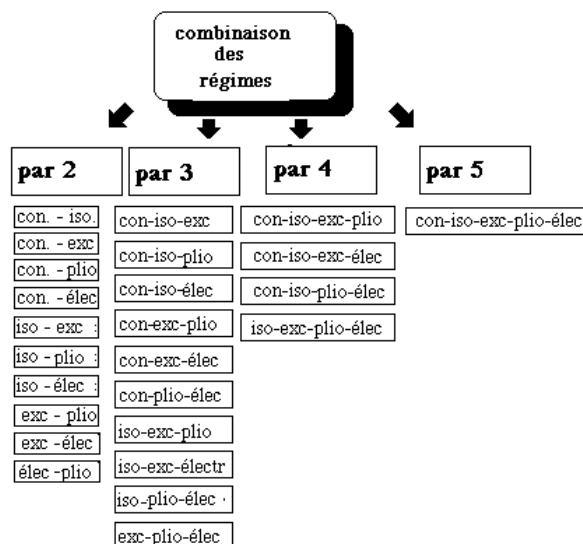 combinaison
des
régimes
par 2
con. - iso.
con. - exc
con. - plio
con. - élec
iso - exc :
iso - plio :
iso - élec :
exc - plio
exc - élec
élec - plio
par 3
con-iso-exc
con-iso-plio
con-iso-élec
con-exc-plio
con-exc-élec
con-plio-élec
iso-exc-plio
iso-exc-électr
iso-plio-élec .
exc-plio-élec
par 4
con-iso-exc-plio
con-iso-exc-élec
con-iso-plio-élec
iso-exc-plio-élec
par 5
con-iso-exc-plio-élec